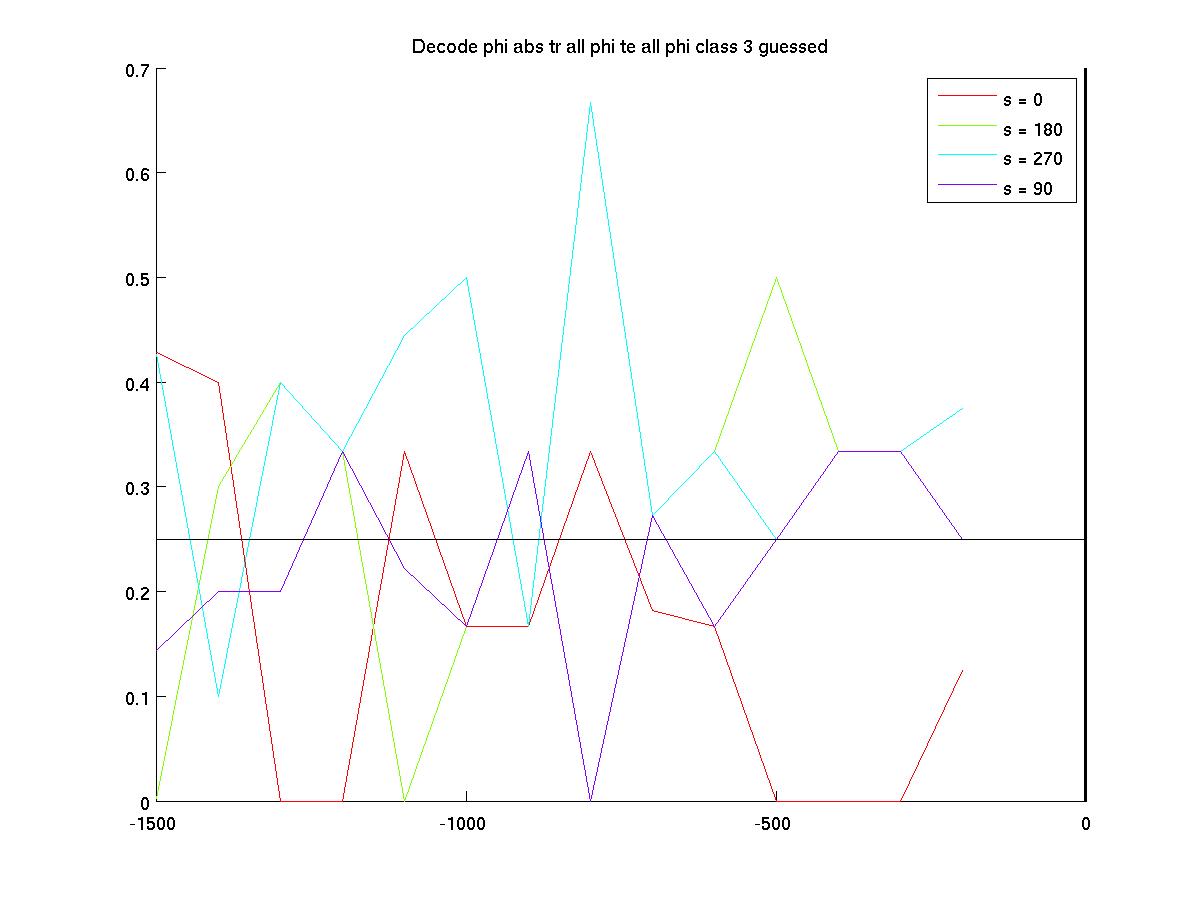 Decode phi abs tr all phi te all phi class 3 guessed
0.7
0.6
0.5
0.4
0.3
0.2
0.1
0
-1500
-1000
-500
0
s = 0
s = 180
s = 270
s = 90